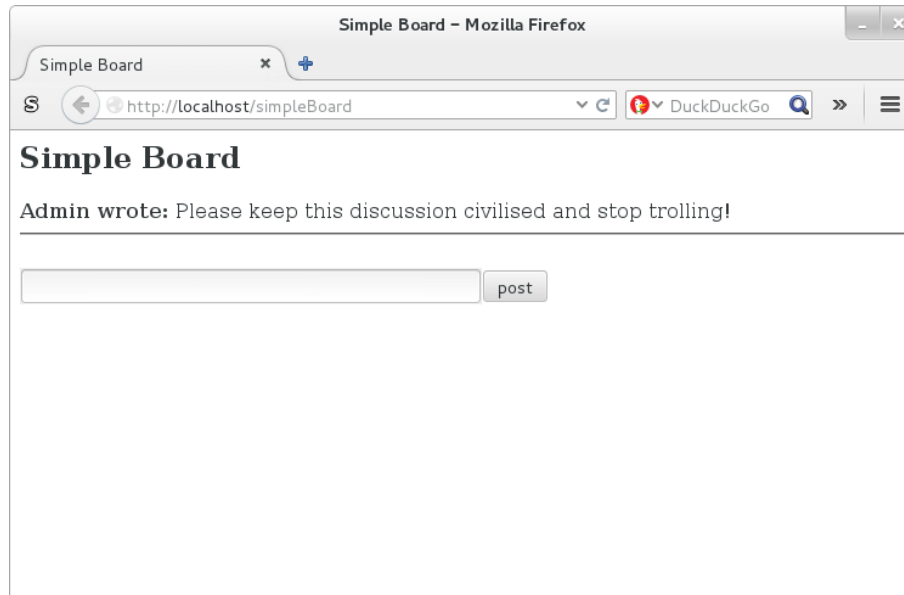 Simple Board – Mozilla Firefox
Simple Board
http://localhost/simpleBoard
DuckDuckGo
Simple Board
Admin wrote: Please keep this discussion civilised and stop trolling!
post